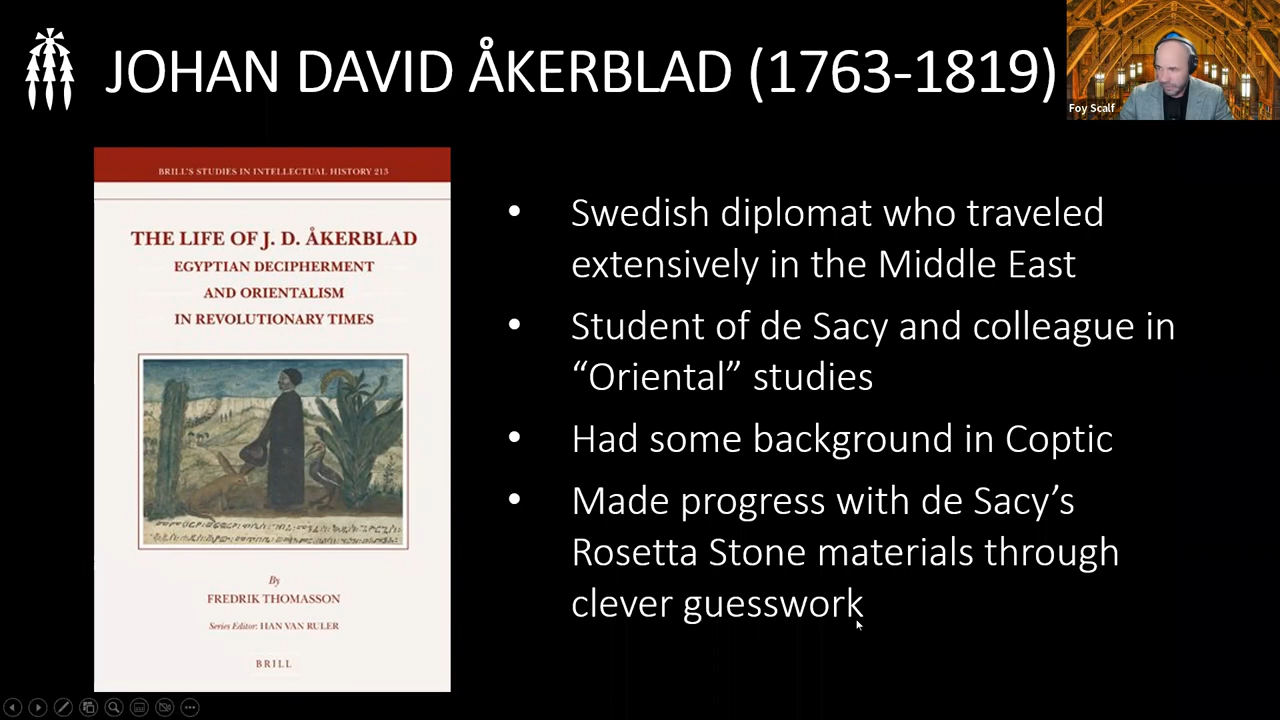 JOHAN DAVID ÅKERBLAD (1763-1819)
Foy Scalf
BRILL'S STUDIES IN INTELLECTUAL HISTORY 213
THE LIFE OF J. D. ÅKERBLAD
EGYPTIAN DECIPHERMENT
AND ORIENTALISM
IN REVOLUTIONARY TIMES
By
FREDRIK THOMASSON
Series Editor: HAN VAN RULER
BRILL
• Swedish diplomat who traveled
extensively in the Middle East
• Student of de Sacy and colleague in
“Oriental” studies
• Had some background in Coptic
• Made progress with de Sacy’s
Rosetta Stone materials through
clever guesswork